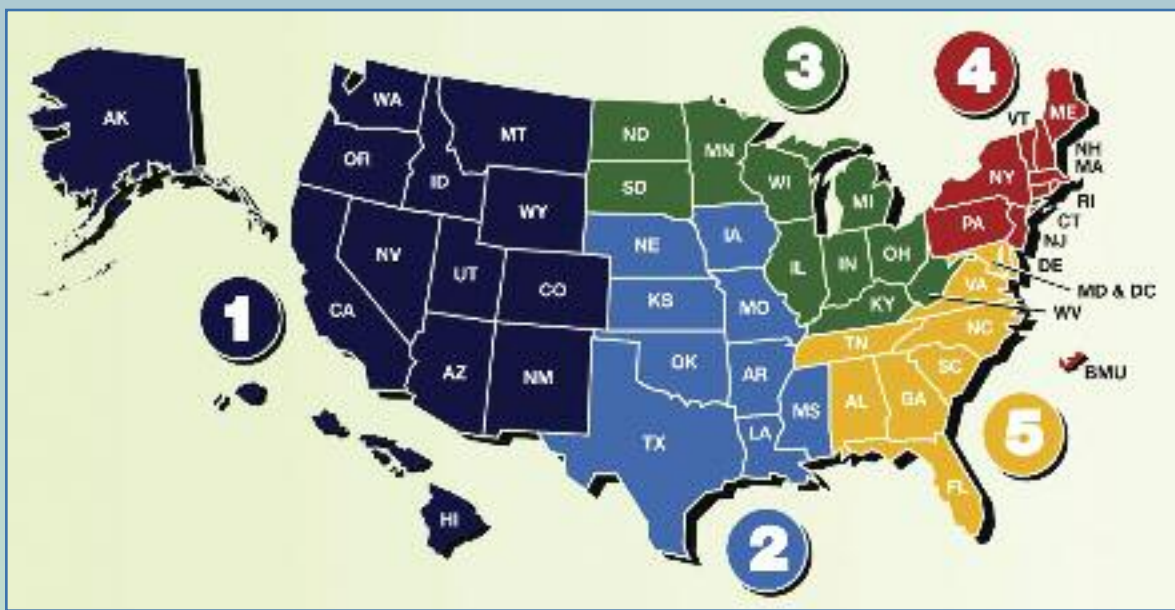 3
4
AK
WA
MT
ND
MN
VT
ME
OR
ID
SD
WI
MI
NY
NH
MA
WY
RI
PA
CT
NV
NE
IA
NJ
UT
CO
IL
IN
OH
DE
VA
MD & DC
CA
KS
MO
KY
WV
1
TN
NC
AZ
NM
OK
AR
SC
BMU
MS
AL
GA
5
TX
LA
FL
HI
2